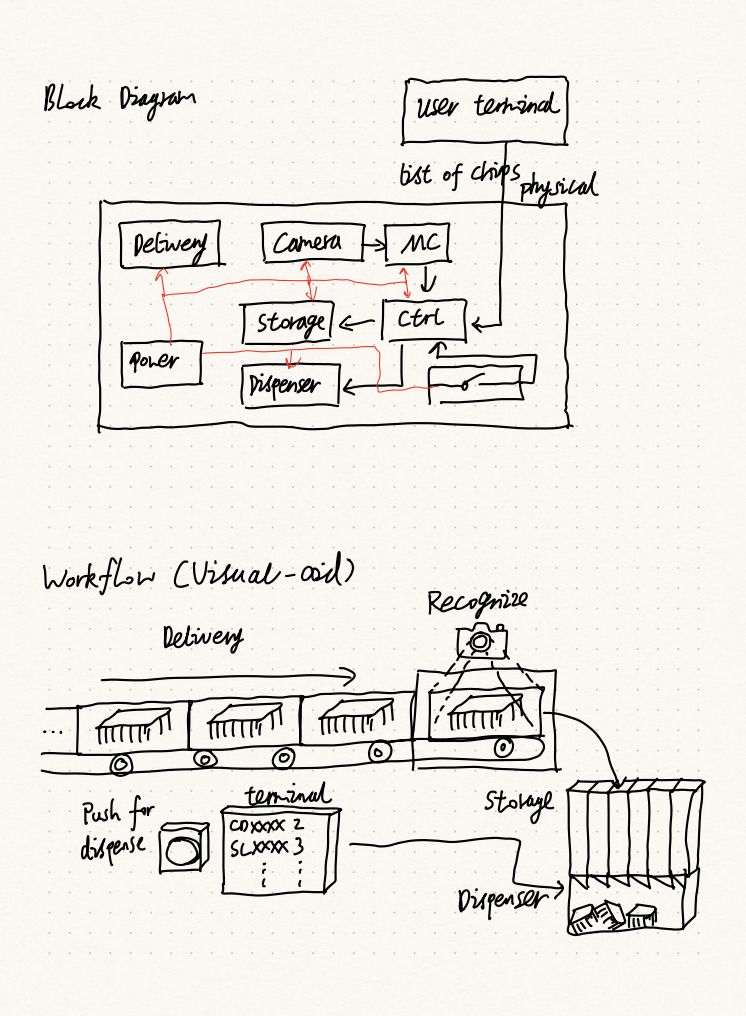 Block Diagram
user terminal
list of chips
physical
Delivery
Camera
MC
Storage
Ctrl
Power
Dispenser
Workflow (Visual-aid)
Recognize
Delivery
...
Push for
dispense
terminal
CDXXXX 2
SLXXXX 3
Storage
Dispenser